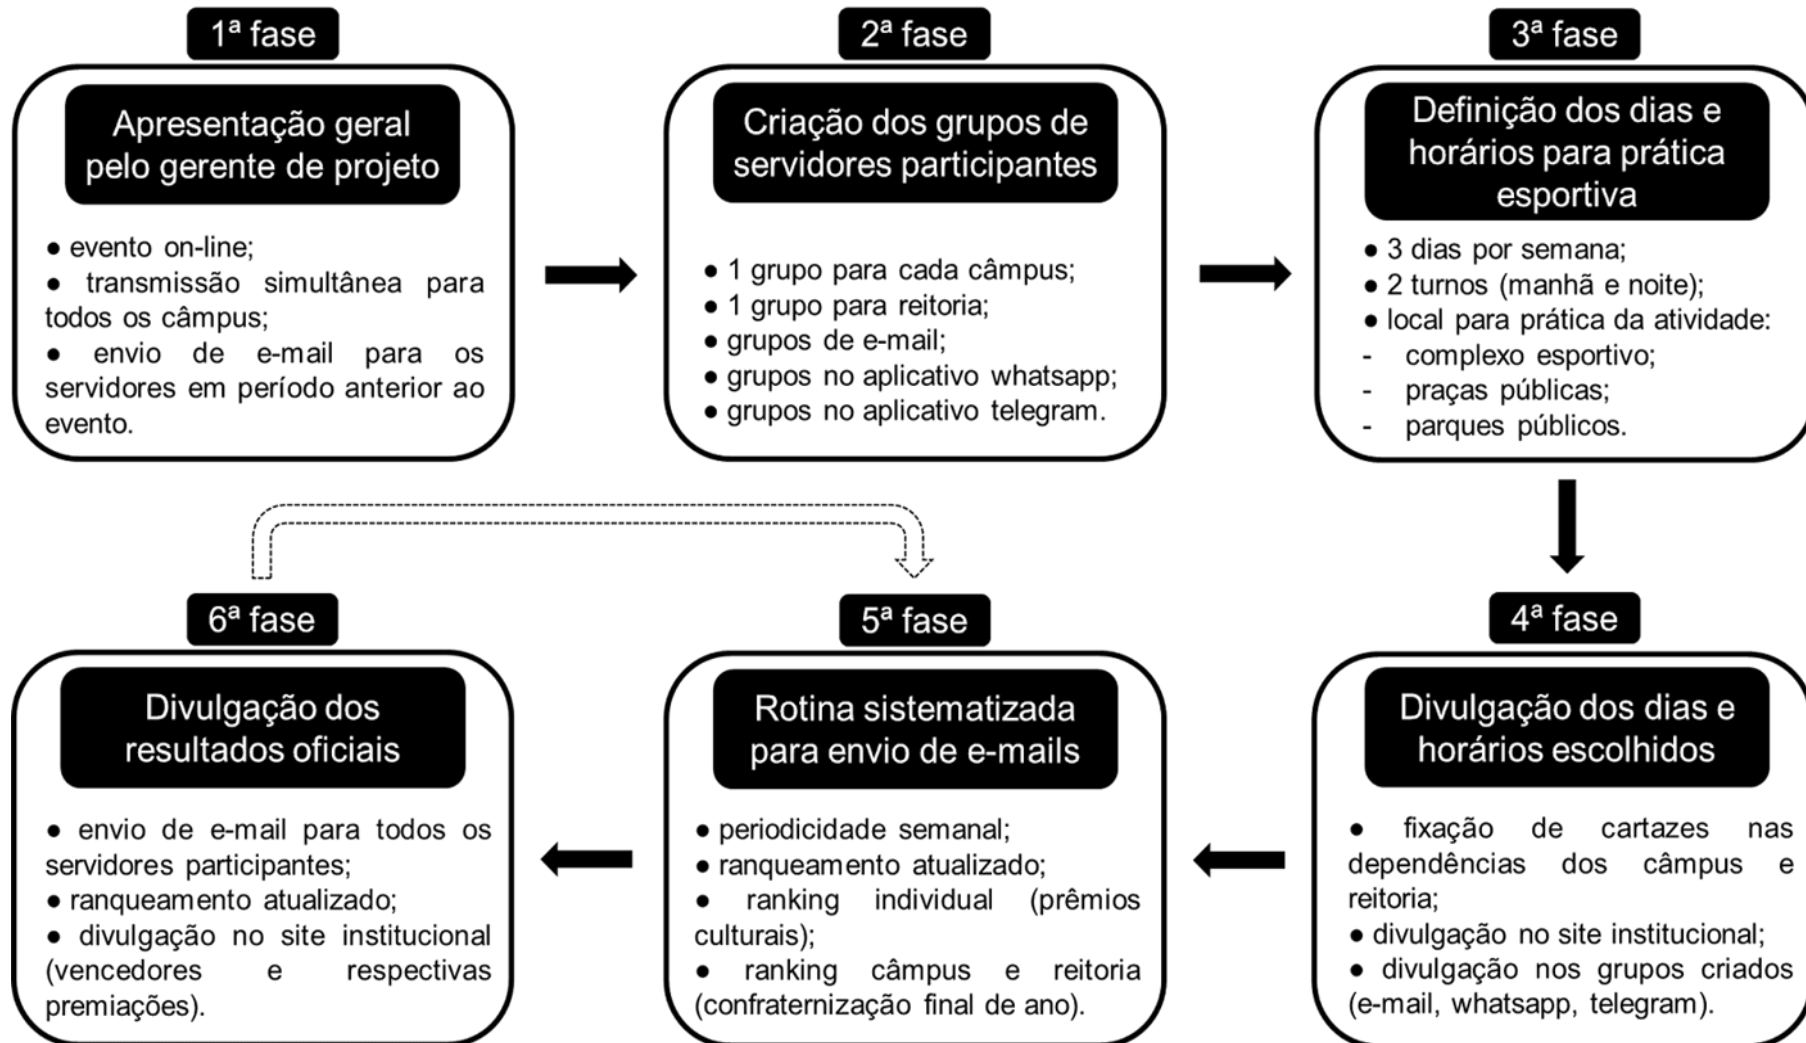 1ª fase
Apresentação geral
pelo gerente de projeto
● evento on-line;
● transmissão simultânea para
todos os câmpus;
● envio de e-mail para os
servidores em período anterior ao
evento.
2ª fase
Criação dos grupos de
servidores participantes
● 1 grupo para cada câmpus;
● 1 grupo para reitoria;
● grupos de e-mail;
● grupos no aplicativo whatsapp;
● grupos no aplicativo telegram.
3ª fase
Definição dos dias e
horários para prática
esportiva
● 3 dias por semana;
● 2 turnos (manhã e noite);
● local para prática da atividade:
- complexo esportivo;
- praças públicas;
- parques públicos.
4ª fase
Divulgação dos dias e
horários escolhidos
● fixação de cartazes nas
dependências dos câmpus e
reitoria;
● divulgação no site institucional;
● divulgação nos grupos criados
(e-mail, whatsapp, telegram).
5ª fase
Rotina sistematizada
para envio de e-mails
● periodicidade semanal;
● ranqueamento atualizado;
● ranking individual (prêmios
culturais);
● ranking câmpus e reitoria
(confraternização final de ano).
6ª fase
Divulgação dos
resultados oficiais
● envio de e-mail para todos os
servidores participantes;
● ranqueamento atualizado;
● divulgação no site institucional
(vencedores e respectivas
premiações).